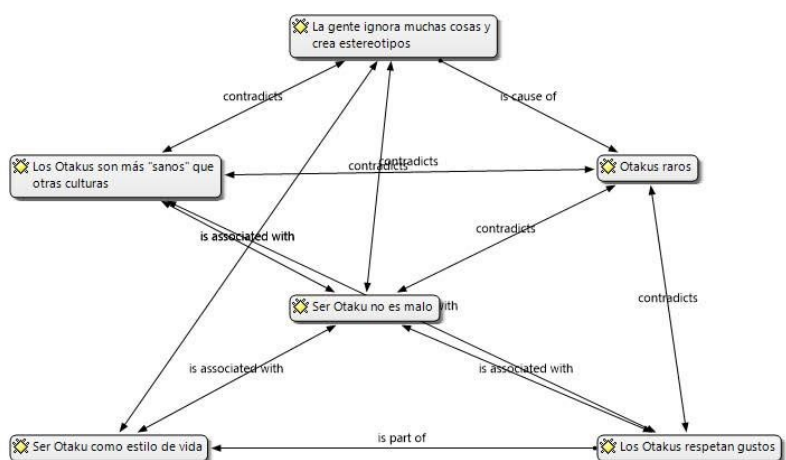 La gente ignora muchas cosas y
crea estereotipos
contradicts
is cause of
Los Otakus son más "sanos" que
otras culturas
contradicts
contradicts
Otakus raros
is associated with
contradicts
contradicts
Ser Otaku no es malo
with
is associated with
is associated with
Ser Otaku como estilo de vida
is part of
Los Otakus respetan gustos